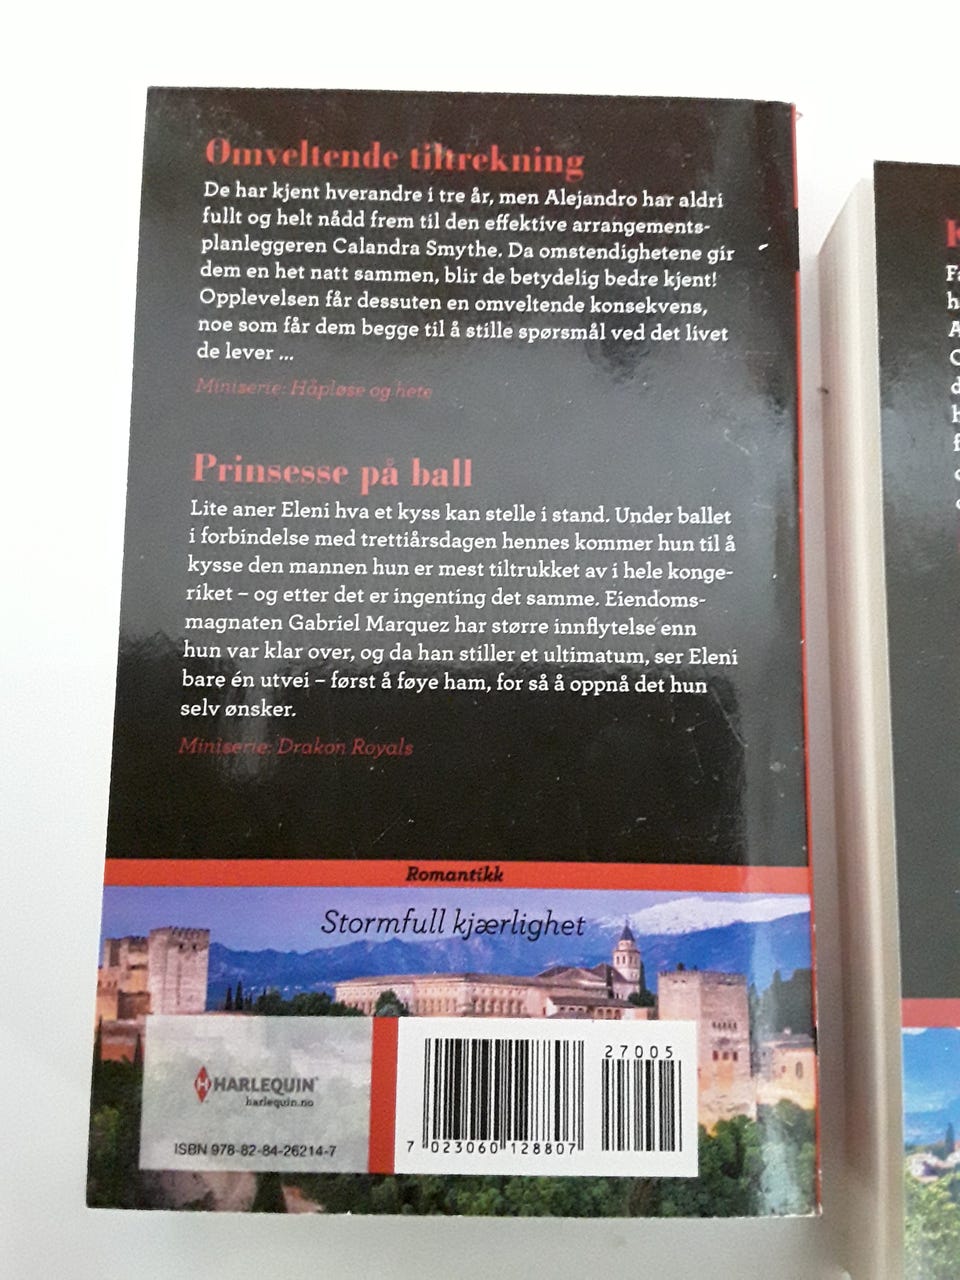 Omveltende tiltrekning
De har kjent hverandre i tre år, men Alejandro har aldri
fullt og helt nådd frem til den effektive arrangements-
planleggeren Calandra Smythe. Da omstendighetene gir
dem en het natt sammen, blir de betydelig bedre kjent!
Opplevelsen får dessuten en omveltende konsekvens,
noe som får dem begge til å stille spørsmål ved det livet
de lever ...
Miniserie: Håpløse og hete
Prinsesse på ball
Lite aner Eleni hva et kyss kan stelle i stand. Under ballet
i forbindelse med trettiårsdagen hennes kommer hun til å
kysse den mannen hun er mest tiltrukket av i hele konge-
riket – og etter det er ingenting det samme. Eiendoms-
magnaten Gabriel Marquez har større innflytelse enn
hun var klar over, og da han stiller et ultimatum, ser Eleni
bare én utvei – først å føye ham, for så å oppnå det hun
selv ønsker.
Miniserie: Drakon Royals
Romantikk
Stormfull kjærlighet
HARLEQUIN
harlequin.no
ISBN 978-82-84-26214-7
27005
7 023060 128807